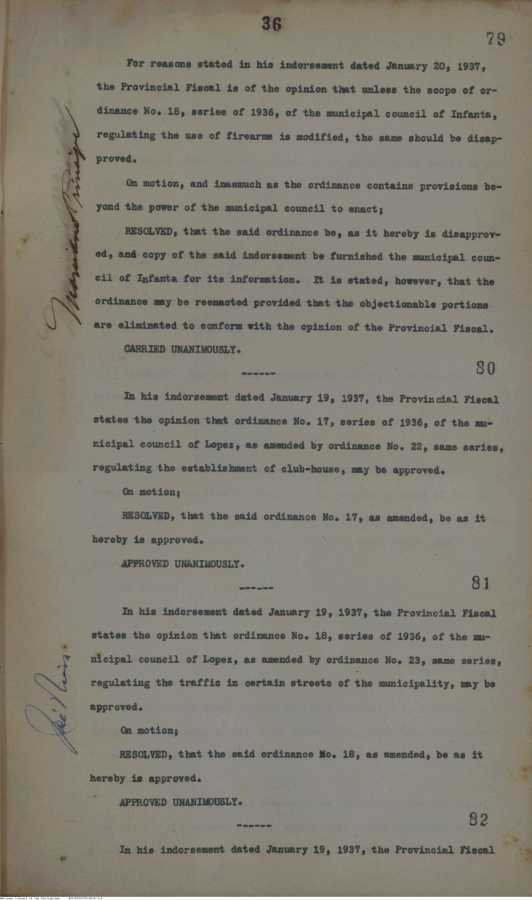 36
79
For reasons stated in his indorsement dated January 20, 1937,
the Provincial Fiscal is of the opinion that unless the scope of or-
dinance No. 18, series of 1936, of the municipal council of Infanta,
regulating the use of firearms is modified, the same should be disap-
proved.
On motion, and inasmuch as the ordinance contains provisions be-
yond the power of the municipal council to enact;
RESOLVED, that the said ordinance be, as it hereby is disapprov-
ed, and copy of the said indorsement be furnished the municipal coun-
cil of Infanta for its information. It is stated, however, that the
ordinance may be reenacted provided that the objectionable portions
are eliminated to conform with the opinion of the Provincial Fiscal.
CARRIED UNANIMOUSLY.
------
80
In his indorsement dated January 19, 1937, the Provincial Fiscal
states the opinion that ordinance No. 17, series of 1936, of the mu-
nicipal council of Lopez, as amended by ordinance No. 22, same series,
regulating the establishment of club-house, may be approved.
On motion;
RESOLVED, that the said ordinance No. 17, as amended, be as it
hereby is approved.
APPROVED UNANIMOUSLY.
------
81
In his indorsement dated January 19, 1937, the Provincial Fiscal
states the opinion that ordinance No. 18, series of 1936, of the mu-
nicipal council of Lopez, as amended by ordinance No. 23, same series,
regulating the traffic in certain streets of the municipality, may be
approved.
On motion;
RESOLVED, that the said ordinance No. 18, as amended, be as it
hereby is approved.
APPROVED UNANIMOUSLY.
------
82
In his indorsement dated January 19, 1937, the Provincial Fiscal